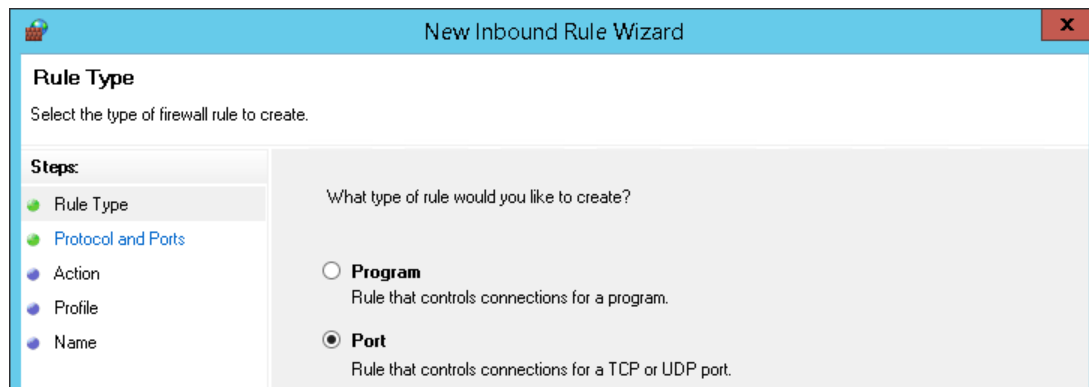 New Inbound Rule Wizard
x
Rule Type
Select the type of firewall rule to create.
Steps:
Rule Type
Protocol and Ports
Action
Profile
Name
What type of rule would you like to create?
Program
Rule that controls connections for a program.
Port
Rule that controls connections for a TCP or UDP port.